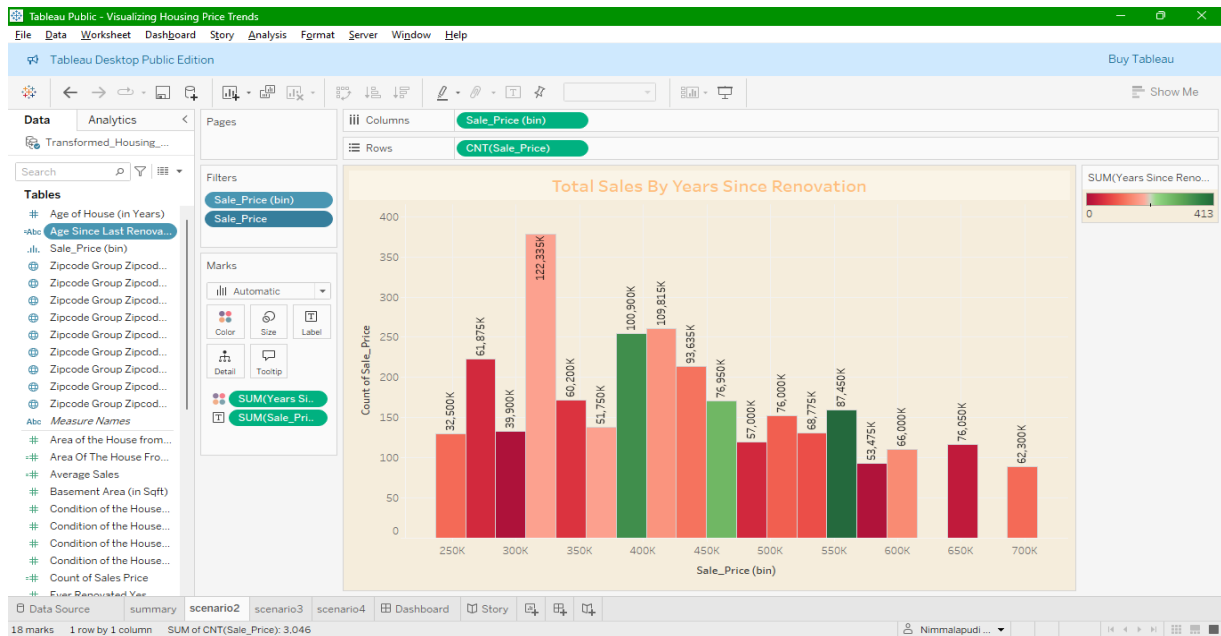 Tableau Public - Visualizing Housing Price Trends
File Data Worksheet Dashboard Story Analysis Format Server Window Help
Tableau Desktop Public Edition Buy Tableau
Show Me
Data Analytics
Transformed_Housing_...
Search
Tables
# Age of House (in Years)
=Abc Age Since Last Renova...
Sale_Price (bin)
Zipcode Group Zipcod...
Zipcode Group Zipcod...
Zipcode Group Zipcod...
Zipcode Group Zipcod...
Zipcode Group Zipcod...
Zipcode Group Zipcod...
Zipcode Group Zipcod...
Zipcode Group Zipcod...
Zipcode Group Zipcod...
Abc Measure Names
# Area of the House from...
=# Area Of The House Fro...
=# Average Sales
# Basement Area (in Sqft)
# Condition of the House...
# Condition of the House...
# Condition of the House...
# Condition of the House...
=# Count of Sales Price
# Ever Renovated Yes
Pages
Filters
Sale_Price (bin)
Sale_Price
Marks
Automatic
Color Size Label
Detail Tooltip
SUM(Years Si..
SUM(Sale_Pri..
Columns Sale_Price (bin)
Rows CNT(Sale_Price)
Total Sales By Years Since Renovation
Count of Sale_Price
400
350
300
250
200
150
100
50
0
32,500K
61,875K
39,900K
122,335K
60,200K
51,750K
100,900K
109,815K
93,635K
76,950K
57,000K
76,000K
68,775K
87,450K
53,475K
66,000K
76,050K
62,300K
250K 300K 350K 400K 450K 500K 550K 600K 650K 700K
Sale_Price (bin)
SUM(Years Since Reno...
0 413
Data Source summary scenario2 scenario3 scenario4 Dashboard Story
18 marks 1 row by 1 column SUM of CNT(Sale_Price): 3,046 Nimmalapudi ...